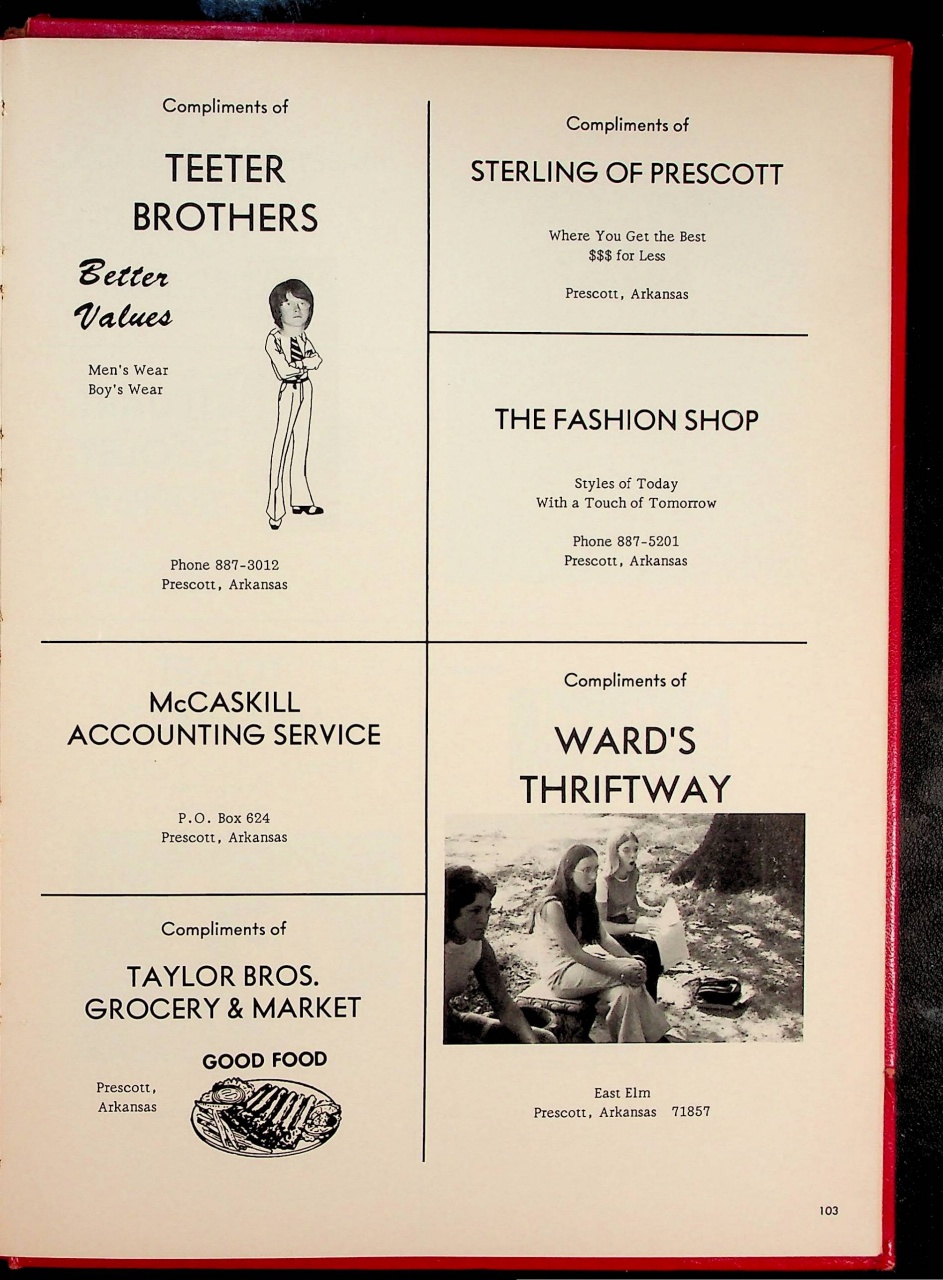 Compliments of
TEETER
BROTHERS
Better
Values
Men's Wear
Boy's Wear
Phone 887-3012
Prescott, Arkansas
Compliments of
STERLING OF PRESCOTT
Where You Get the Best
$$$ for Less
Prescott, Arkansas
THE FASHION SHOP
Styles of Today
With a Touch of Tomorrow
Phone 887-5201
Prescott, Arkansas
McCASKILL
ACCOUNTING SERVICE
P.O. Box 624
Prescott, Arkansas
Compliments of
TAYLOR BROS.
GROCERY & MARKET
GOOD FOOD
Prescott,
Arkansas
Compliments of
WARD'S
THRIFTWAY
East Elm
Prescott, Arkansas 71857
103